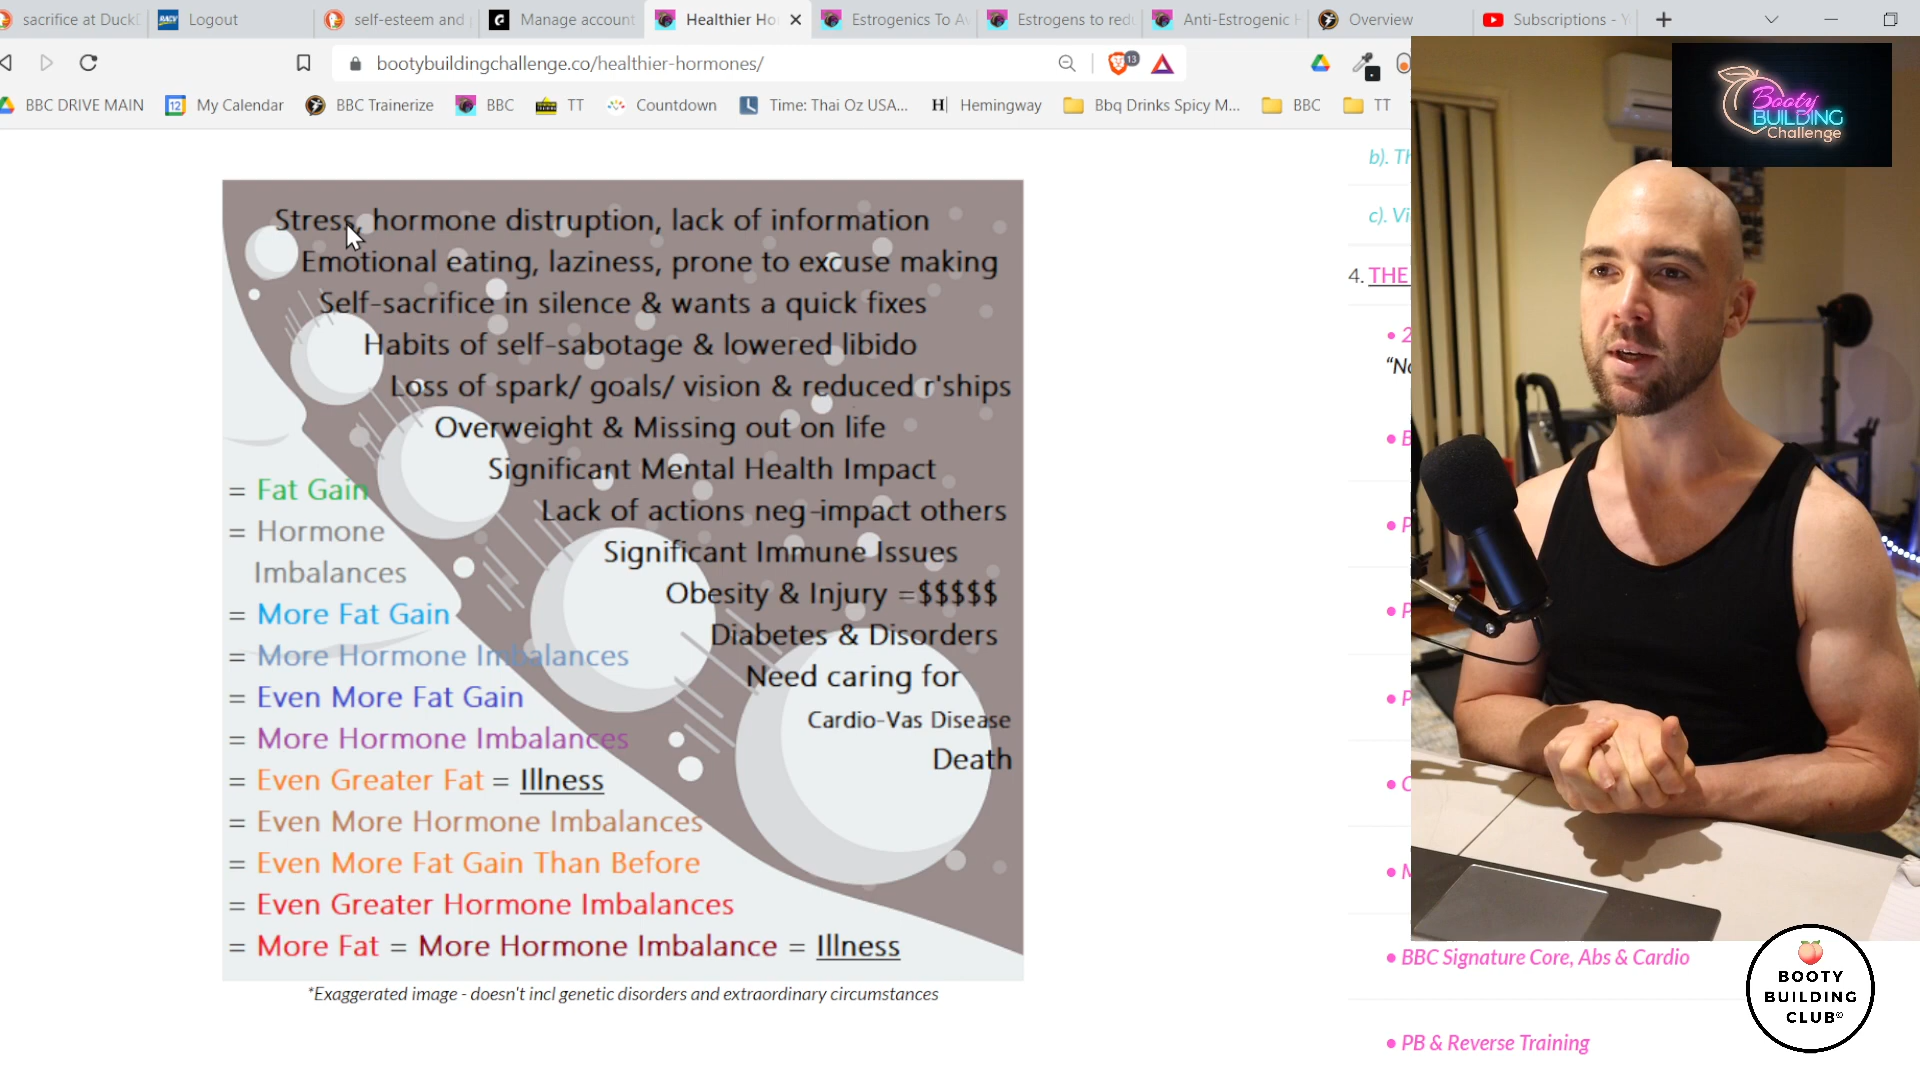 sacrifice at Duck
Logout
self-esteem and
Manage account
Healthier Ho
Estrogenics To A
Estrogens to redu
Anti-Estrogenic
Overview
Subscriptions -
bootybuildingchallenge.co/healthier-hormones/
13
BBC DRIVE MAIN
12
My Calendar
BBC Trainerize
BBC
TT
Countdown
Time: Thai Oz USA...
Hemingway
Bbq Drinks Spicy M...
BBC
TT
Booty
BUILDING
Challenge
Stress, hormone distruption, lack of information
Emotional eating, laziness, prone to excuse making
Self-sacrifice in silence & wants a quick fixes
Habits of self-sabotage & lowered libido
Loss of spark/ goals/ vision & reduced r'ships
Overweight & Missing out on life
Significant Mental Health Impact
Lack of actions neg-impact others
Significant Immune Issues
Obesity & Injury =$$$$$
Diabetes & Disorders
Need caring for
Cardio-Vas Disease
Death
= Fat Gain
= Hormone
Imbalances
= More Fat Gain
= More Hormone Imbalances
= Even More Fat Gain
= More Hormone Imbalances
= Even Greater Fat = Illness
= Even More Hormone Imbalances
= Even More Fat Gain Than Before
= Even Greater Hormone Imbalances
= More Fat = More Hormone Imbalance = Illness
*Exaggerated image - doesn't incl genetic disorders and extraordinary circumstances
b). Th
c). Vi
4. THE
• 2
"No
• BBC Signature Core, Abs & Cardio
• PB & Reverse Training
BOOTY
BUILDING
CLUB©